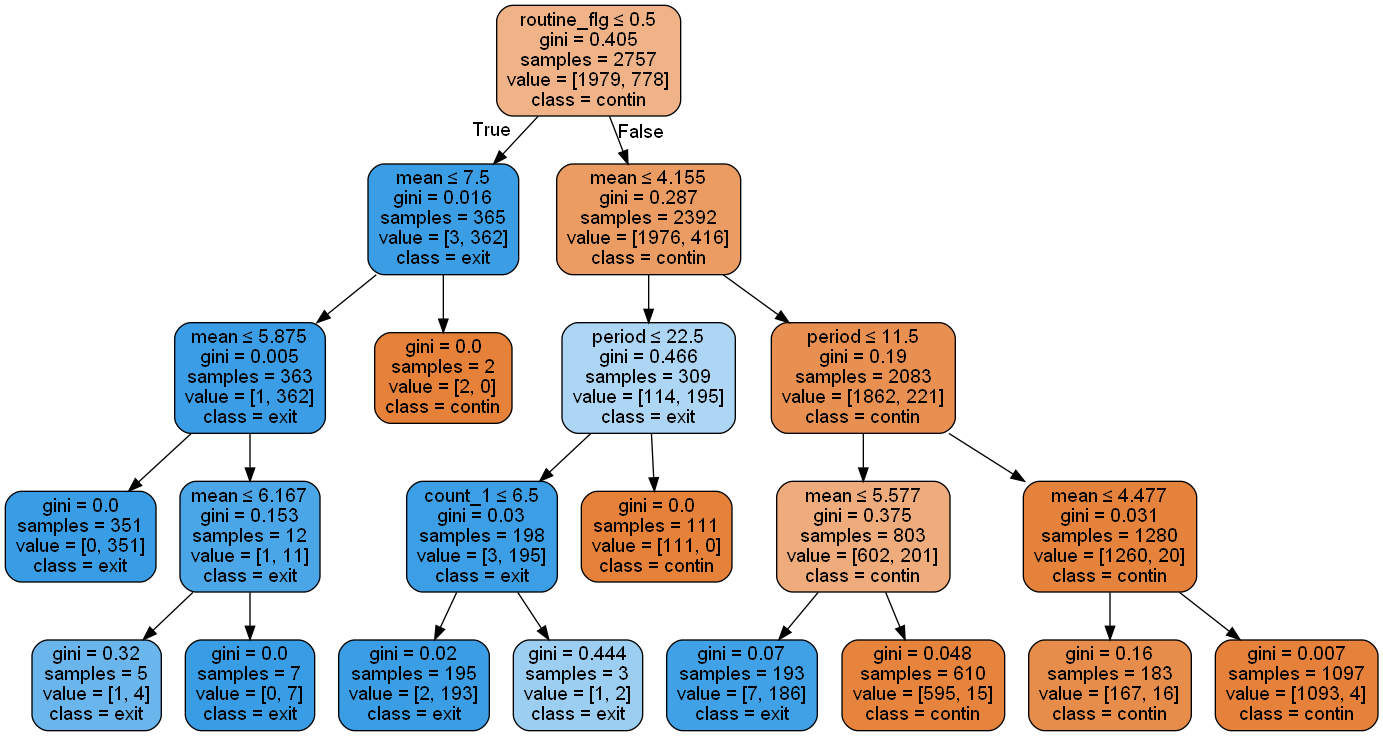 routine_flg ≤ 0.5
gini = 0.405
samples = 2757
value = [1979, 778]
class = contin
True
False
mean ≤ 7.5
gini = 0.016
samples = 365
value = [3, 362]
class = exit
mean ≤ 4.155
gini = 0.287
samples = 2392
value = [1976, 416]
class = contin
mean ≤ 5.875
gini = 0.005
samples = 363
value = [1, 362]
class = exit
gini = 0.0
samples = 2
value = [2, 0]
class = contin
period ≤ 22.5
gini = 0.466
samples = 309
value = [114, 195]
class = exit
period ≤ 11.5
gini = 0.19
samples = 2083
value = [1862, 221]
class = contin
gini = 0.0
samples = 351
value = [0, 351]
class = exit
mean ≤ 6.167
gini = 0.153
samples = 12
value = [1, 11]
class = exit
count_1 ≤ 6.5
gini = 0.03
samples = 198
value = [3, 195]
class = exit
gini = 0.0
samples = 111
value = [111, 0]
class = contin
mean ≤ 5.577
gini = 0.375
samples = 803
value = [602, 201]
class = contin
mean ≤ 4.477
gini = 0.031
samples = 1280
value = [1260, 20]
class = contin
gini = 0.32
samples = 5
value = [1, 4]
class = exit
gini = 0.0
samples = 7
value = [0, 7]
class = exit
gini = 0.02
samples = 195
value = [2, 193]
class = exit
gini = 0.444
samples = 3
value = [1, 2]
class = exit
gini = 0.07
samples = 193
value = [7, 186]
class = exit
gini = 0.048
samples = 610
value = [595, 15]
class = contin
gini = 0.16
samples = 183
value = [167, 16]
class = contin
gini = 0.007
samples = 1097
value = [1093, 4]
class = contin